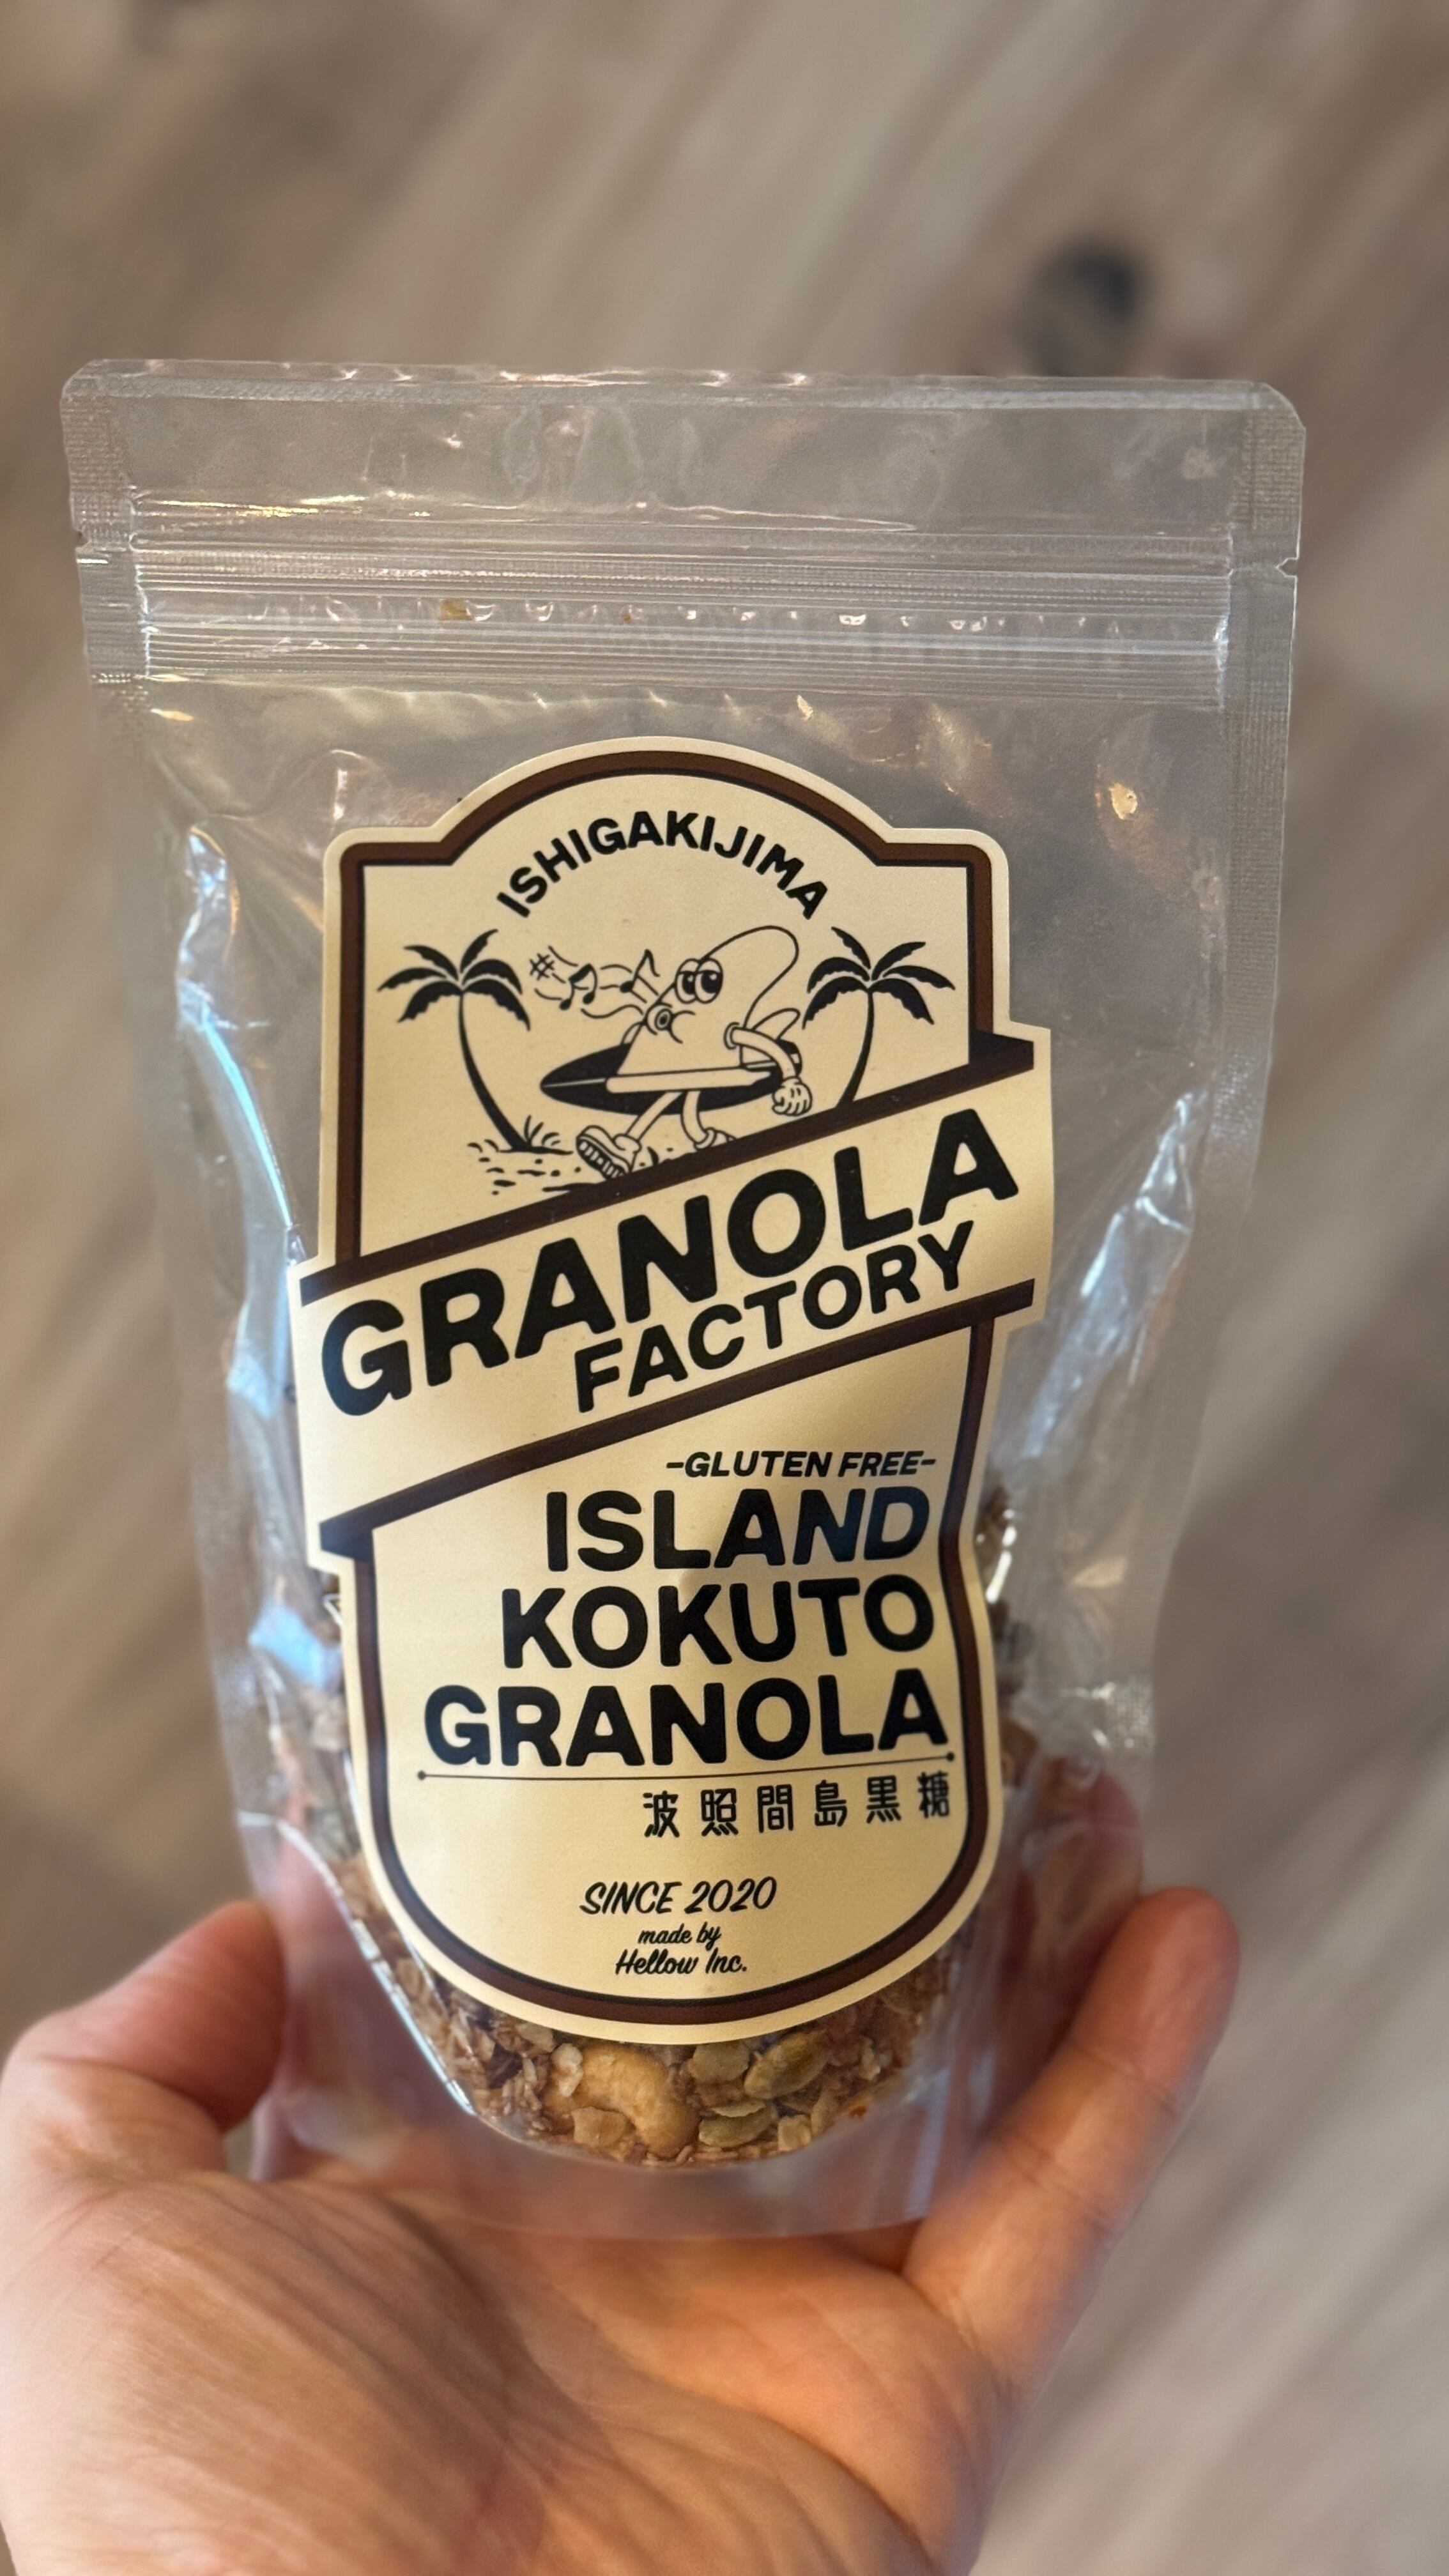 ISHIGAKIJIMA
GRANOLA
FACTORY
-GLUTEN FREE-
ISLAND
KOKUTO
GRANOLA
波照間島黒糖
SINCE 2020
made by
Hellow Inc.